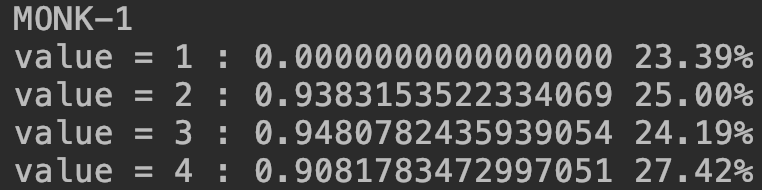 MONK-1
value = 1 : 0.0000000000000000 23.39%
value = 2 : 0.9383153522334069 25.00%
value = 3 : 0.9480782435939054 24.19%
value = 4 : 0.9081783472997051 27.42%